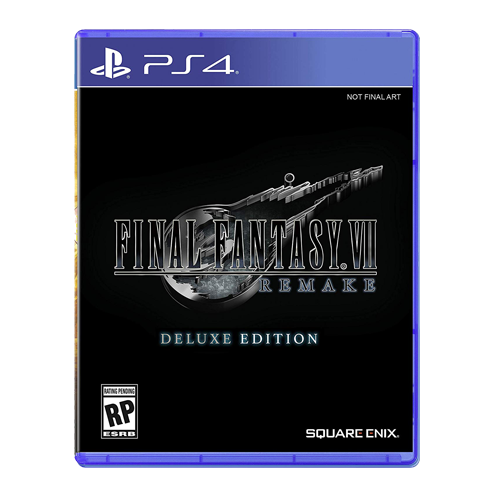 PS4
NOT FINAL ART
FINAL FANTASY VII
REMAKE
DELUXE EDITION
RATING PENDING
RP
ESRB
SQUARE ENIX